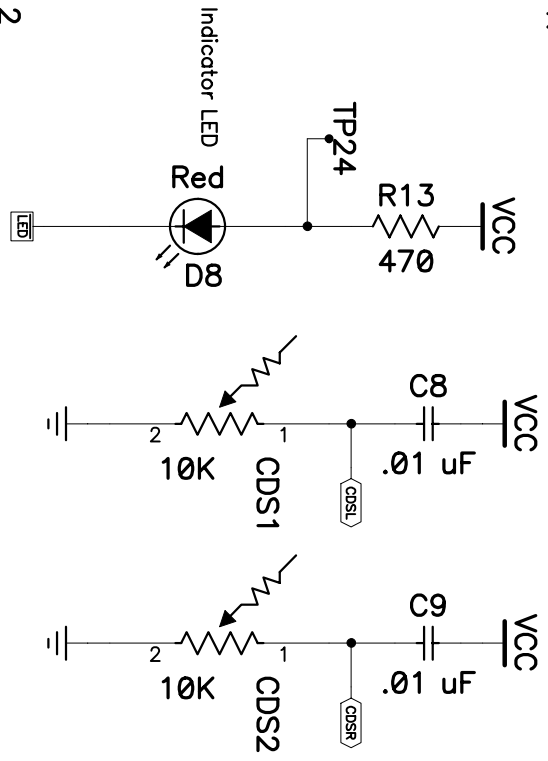 2
Indicator LED
TP24
Red
D8
LED
R13
470
VCC
VCC
C8
.01 uF
CDSL
1
2
10K
CDS1
VCC
C9
.01 uF
CDSR
1
2
10K
CDS2